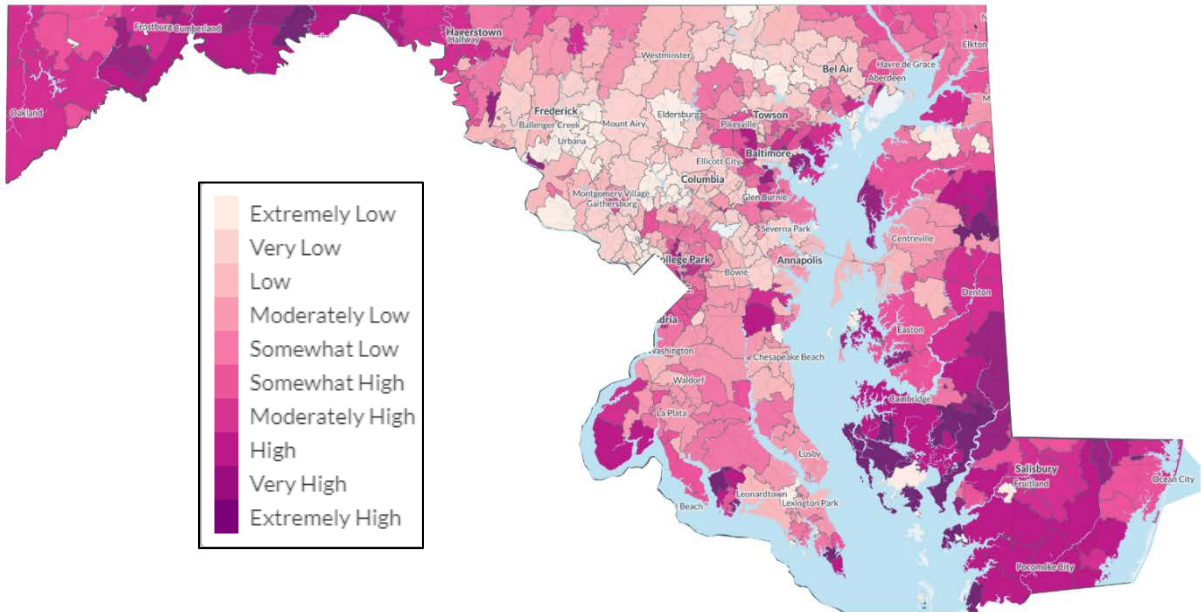 Frostburg
Cumberland
Hagerstown
Halfway
Oakland
Westminster
Bel Air
Havre de Grace
Aberdeen
Elkton
Frederick
Ballenger Creek
Urbana
Mount Airy
Eldersburg
Pikesville
Towson
Baltimore
Ellicott City
Columbia
Montgomery Village
Gaithersburg
Glen Burnie
Severna Park
Centreville
College Park
Bowie
Annapolis
Denton
dria
Easton
Washington
Chesapeake Beach
Waldorf
Cambridge
La Plata
Lusby
Salisbury
Fruitland
Ocean City
Leonardtown
Lexington Park
Beach
Pocomoke City
Extremely Low
Very Low
Low
Moderately Low
Somewhat Low
Somewhat High
Moderately High
High
Very High
Extremely High